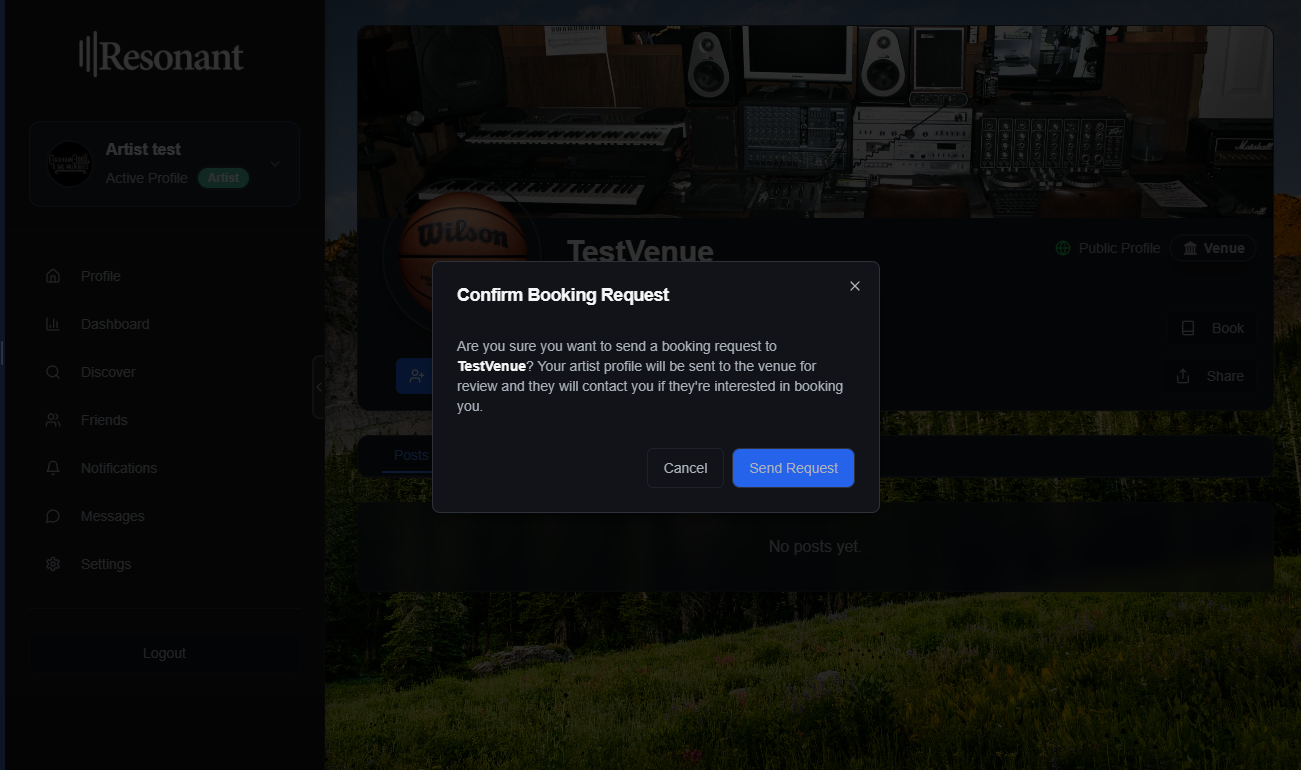 Resonant
Artist test
Active Profile Artist
Profile
Dashboard
Discover
Friends
Notifications
Messages
Settings
Logout
Wilson
TestVenue
Public Profile Venue
Book
Share
Confirm Booking Request
Are you sure you want to send a booking request to
TestVenue? Your artist profile will be sent to the venue for
review and they will contact you if they're interested in booking
you.
Cancel Send Request
Posts
No posts yet.